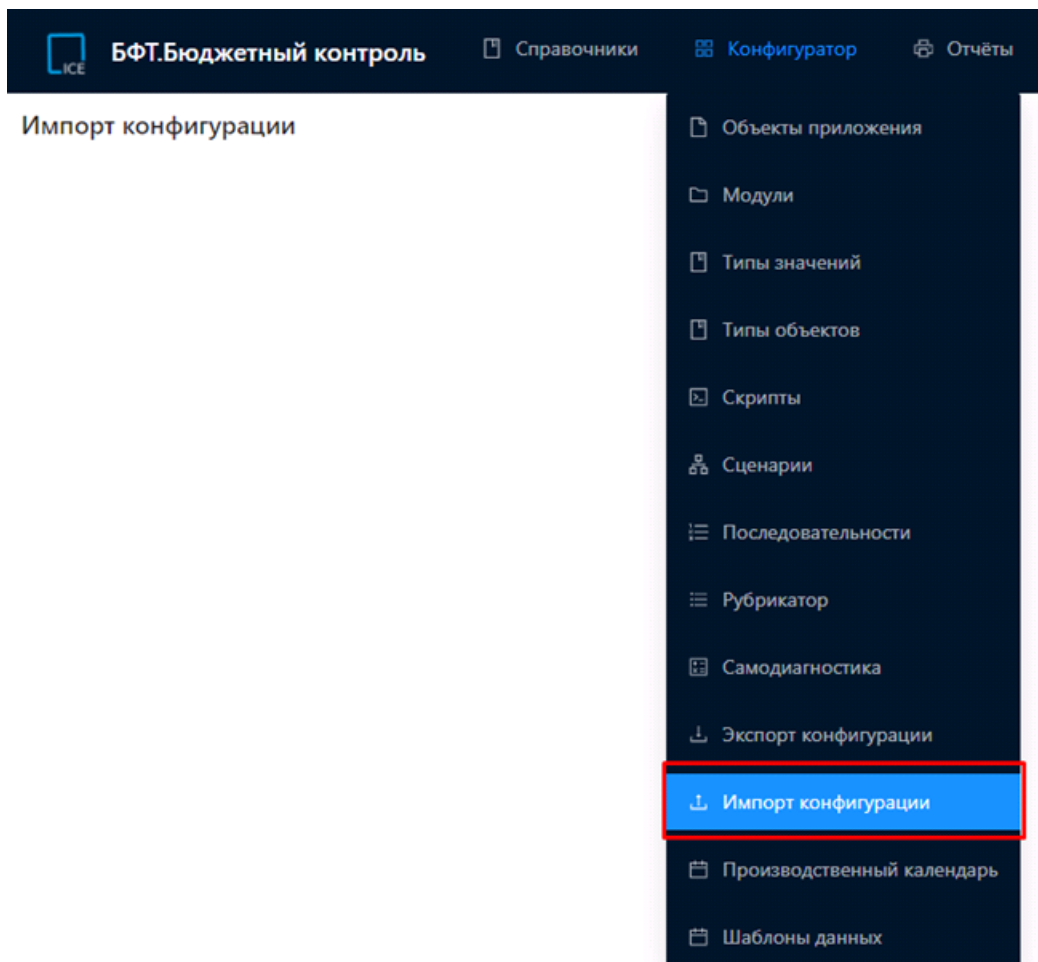 ICE БФТ.Бюджетный контроль Справочники Конфигуратор Отчёты
Импорт конфигурации
Объекты приложения
Модули
Типы значений
Типы объектов
Скрипты
Сценарии
Последовательности
Рубрикатор
Самодиагностика
Экспорт конфигурации
Импорт конфигурации
Производственный календарь
Шаблоны данных